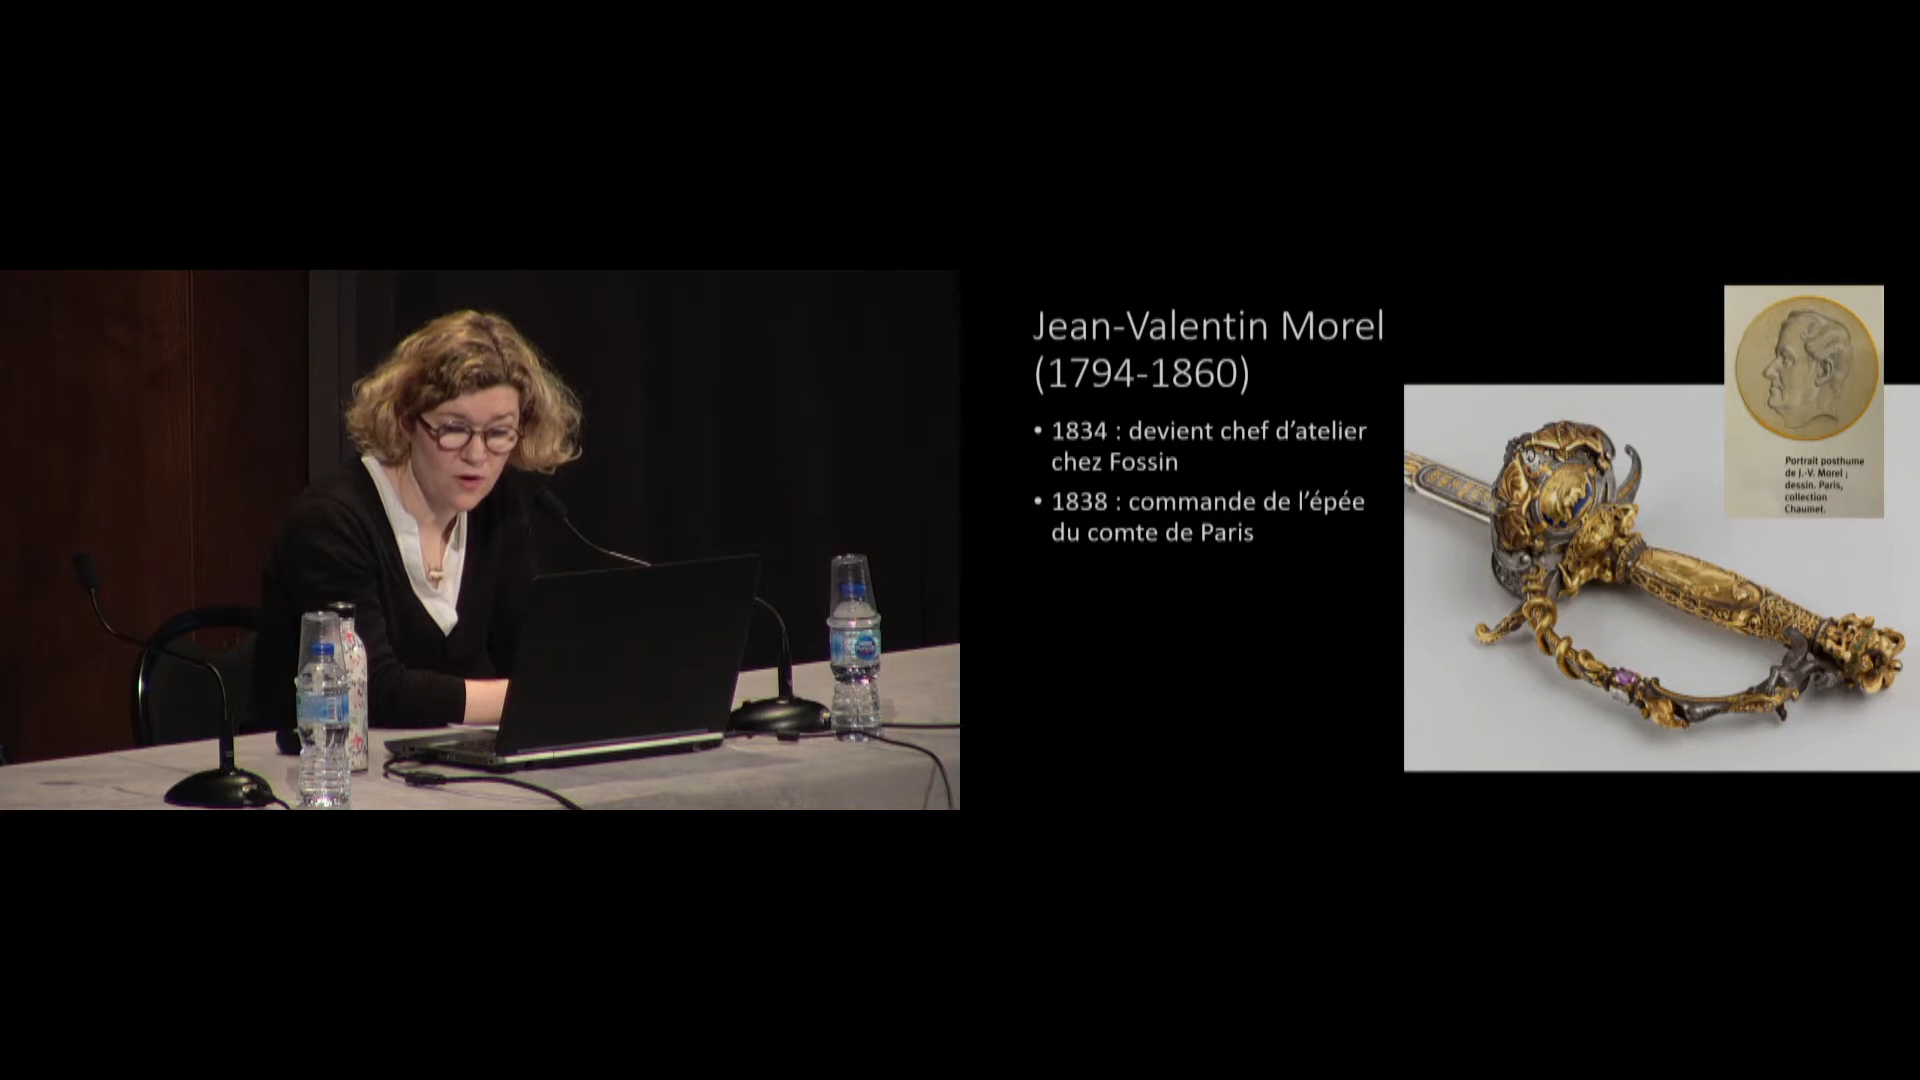 Jean-Valentin Morel
(1794-1860)
• 1834 : devient chef d’atelier
chez Fossin
• 1838 : commande de l’épée
du comte de Paris
Portrait posthume
de J.-V. Morel ;
dessin. Paris,
collection
Chaumet.